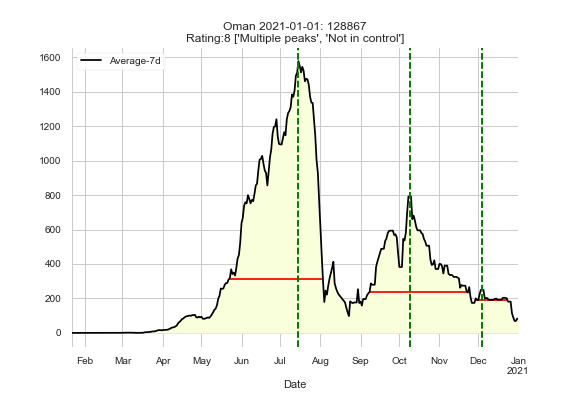 Oman 2021-01-01: 128867
Rating:8 ['Multiple peaks', 'Not in control']
Average-7d
1600
1400
1200
1000
800
600
400
200
0
Feb Mar Apr May Jun Jul Aug Sep Oct Nov Dec Jan
2021
Date